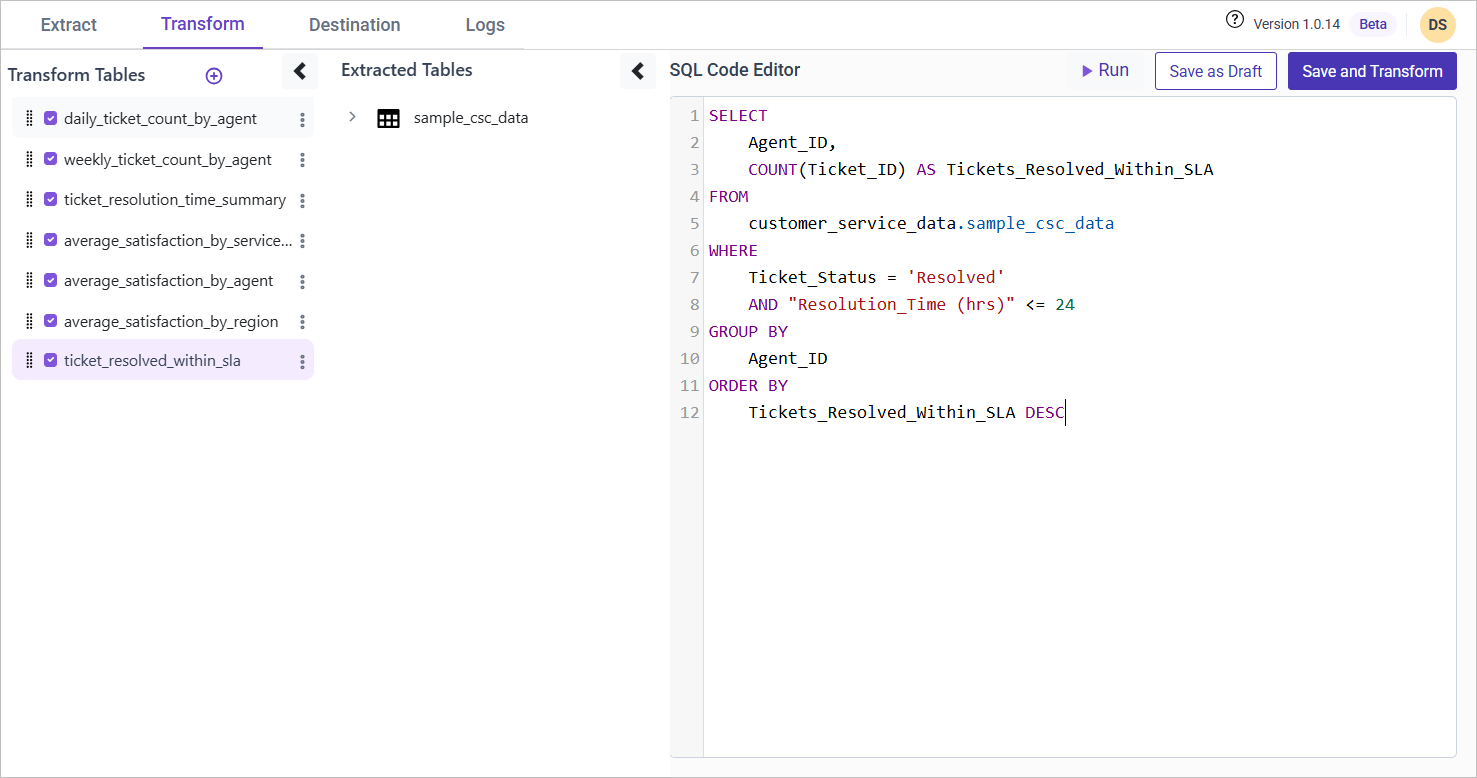 Extract Transform Destination Logs Version 1.0.14 Beta DS
Transform Tables
daily_ticket_count_by_agent
weekly_ticket_count_by_agent
ticket_resolution_time_summary
average_satisfaction_by_service...
average_satisfaction_by_agent
average_satisfaction_by_region
ticket_resolved_within_sla
Extracted Tables
sample_csc_data
SQL Code Editor Run Save as Draft Save and Transform
1 SELECT
2     Agent_ID,
3     COUNT(Ticket_ID) AS Tickets_Resolved_Within_SLA
4 FROM
5     customer_service_data.sample_csc_data
6 WHERE
7     Ticket_Status = 'Resolved'
8     AND "Resolution_Time (hrs)" <= 24
9 GROUP BY
10     Agent_ID
11 ORDER BY
12     Tickets_Resolved_Within_SLA DESC